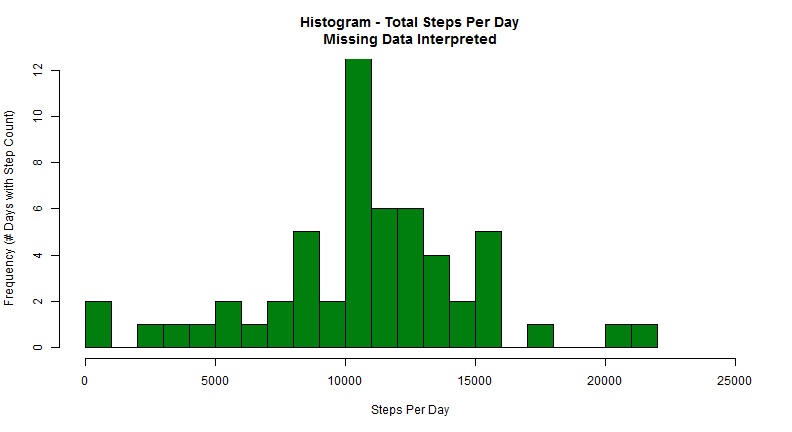 Histogram - Total Steps Per Day
Missing Data Interpreted
Frequency (# Days with Step Count)
12
10
8
6
4
2
0
0 5000 10000 15000 20000 25000
Steps Per Day